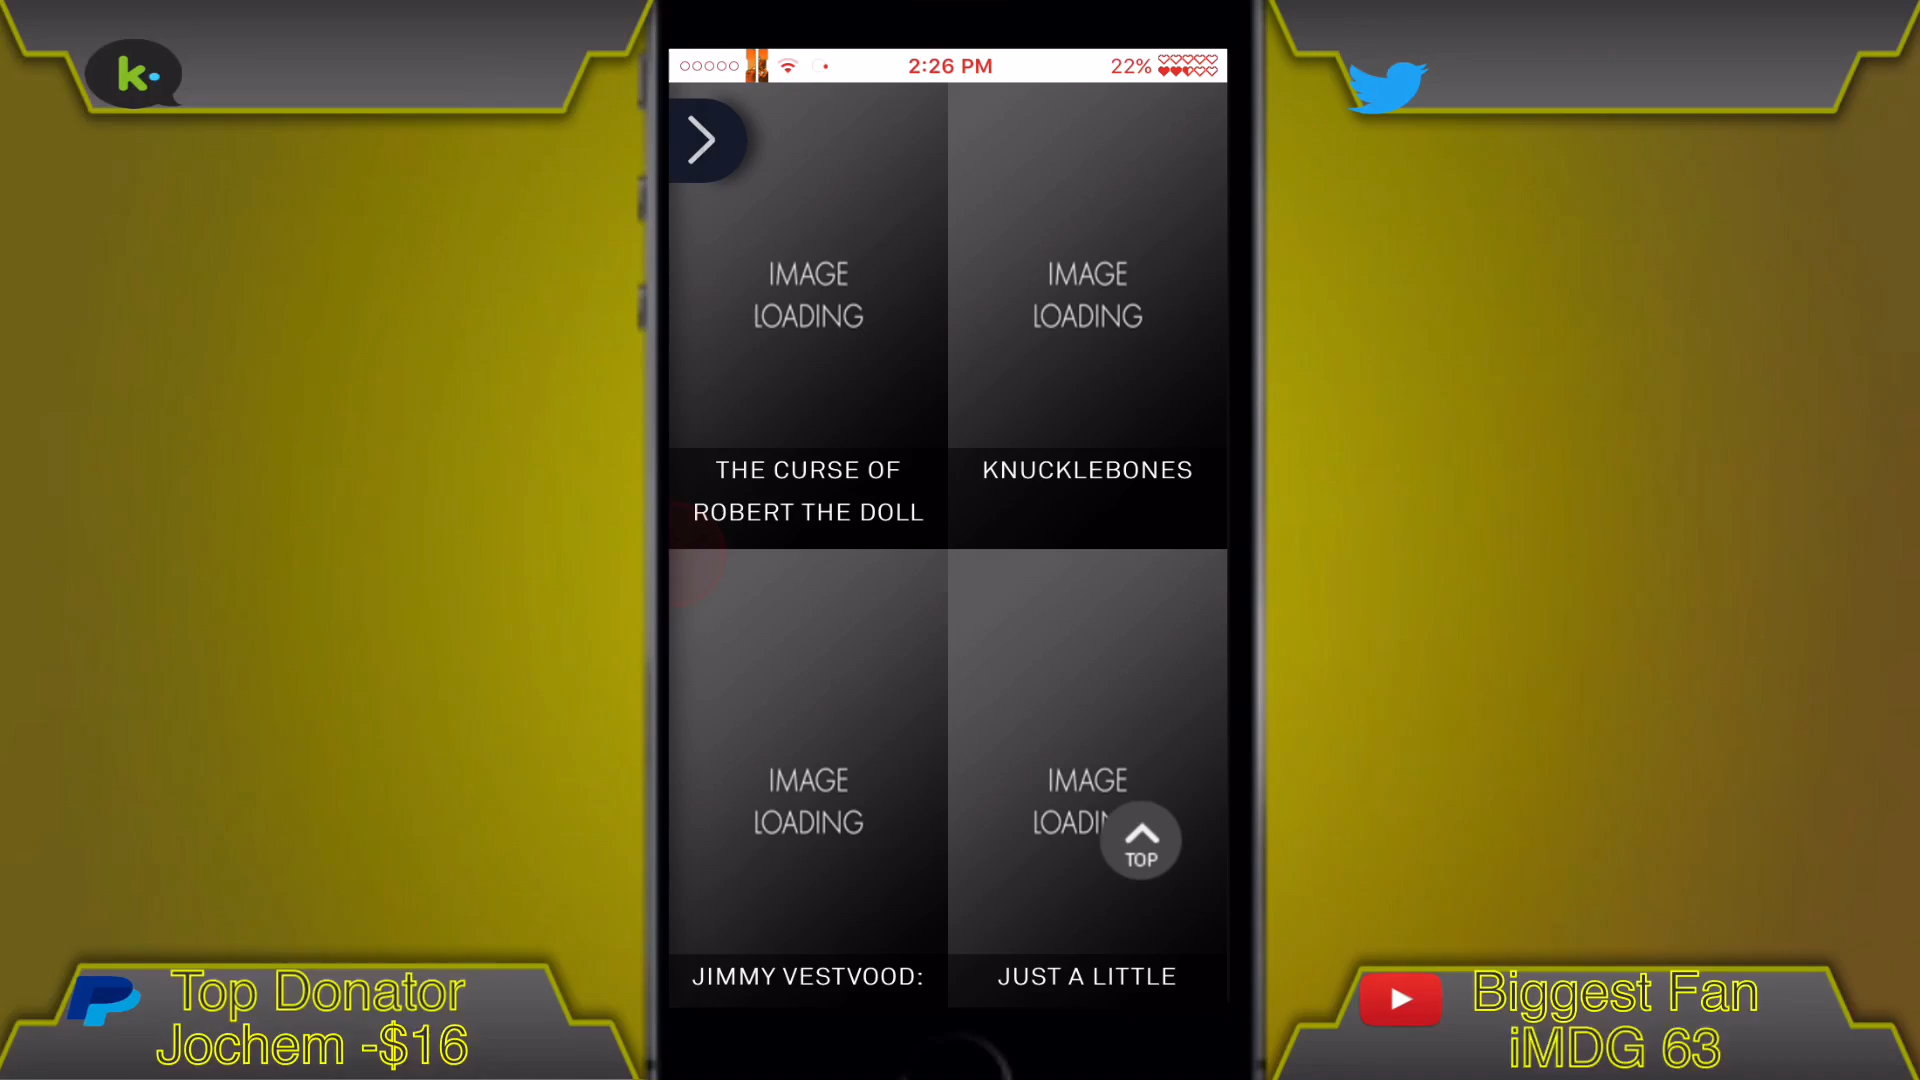 k.
2:26 PM
22%
IMAGE
LOADING
IMAGE
LOADING
THE CURSE OF
ROBERT THE DOLL
KNUCKLEBONES
IMAGE
LOADING
IMAGE
LOADIN
TOP
JIMMY VESTVOOD:
JUST A LITTLE
Top Donator
Jochem -$16
Biggest Fan
iMDG 63